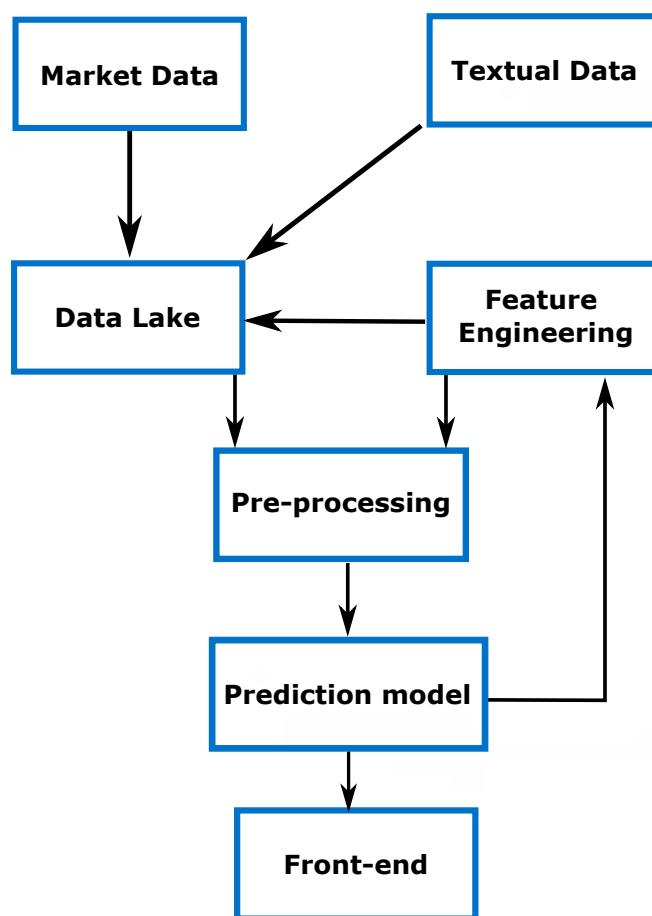 Market Data
Textual Data
Data Lake
Feature
Engineering
Pre-processing
Prediction model
Front-end